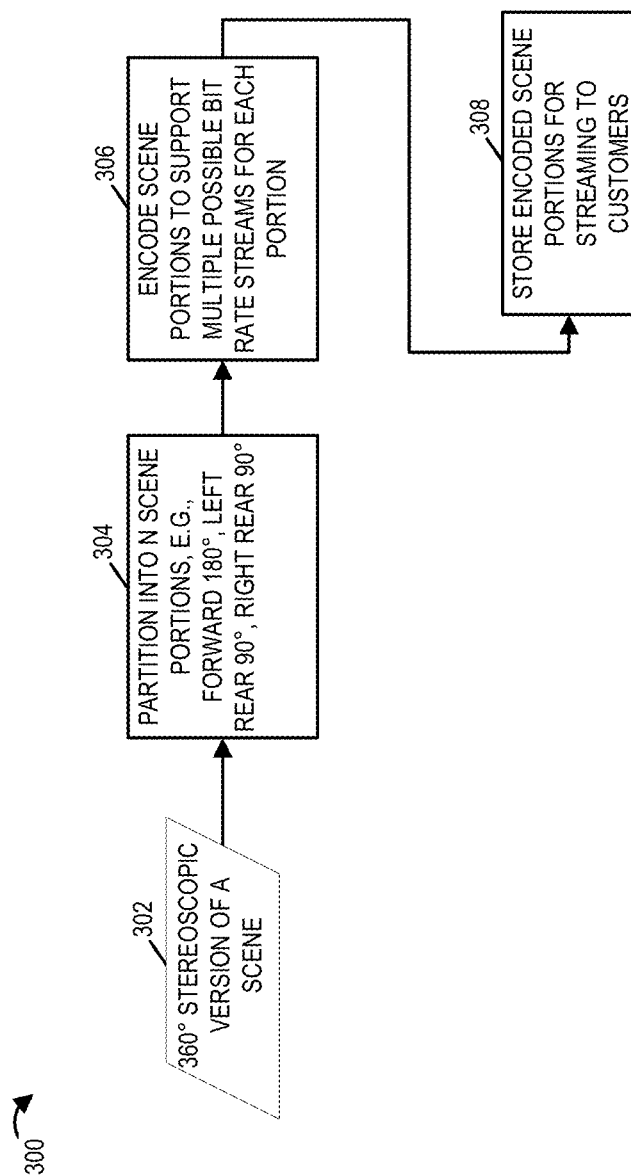 300
302
360° STEREOSCOPIC
VERSION OF A
SCENE
304
PARTITION INTO N SCENE
PORTIONS, E.G.,
FORWARD 180°, LEFT
REAR 90°, RIGHT REAR 90°
306
ENCODE SCENE
PORTIONS TO SUPPORT
MULTIPLE POSSIBLE BIT
RATE STREAMS FOR EACH
PORTION
308
STORE ENCODED SCENE
PORTIONS FOR
STREAMING TO
CUSTOMERS